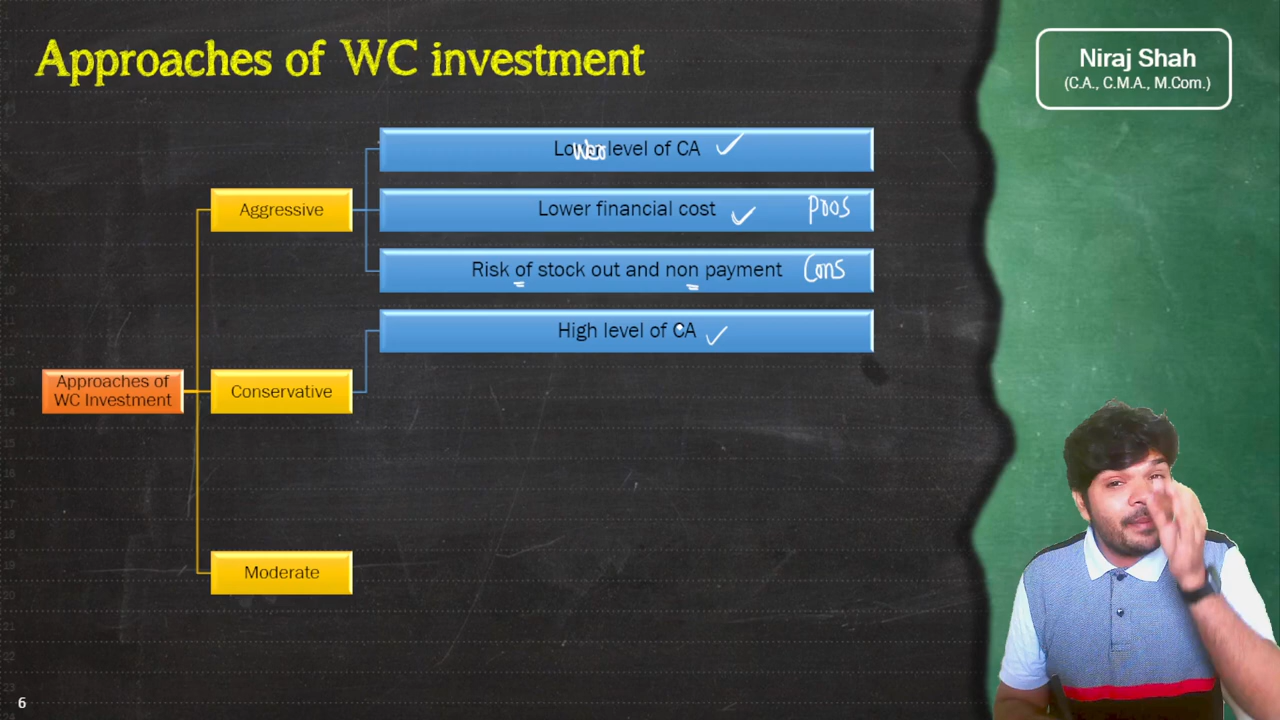 Approaches of WC investment
Niraj Shah
(C.A., C.M.A., M.Com.)
Lower level of CA
Aggressive
Lower financial cost
Pros
Risk of stock out and non payment
Cons
High level of CA
Approaches of
WC Investment
Conservative
Moderate
6